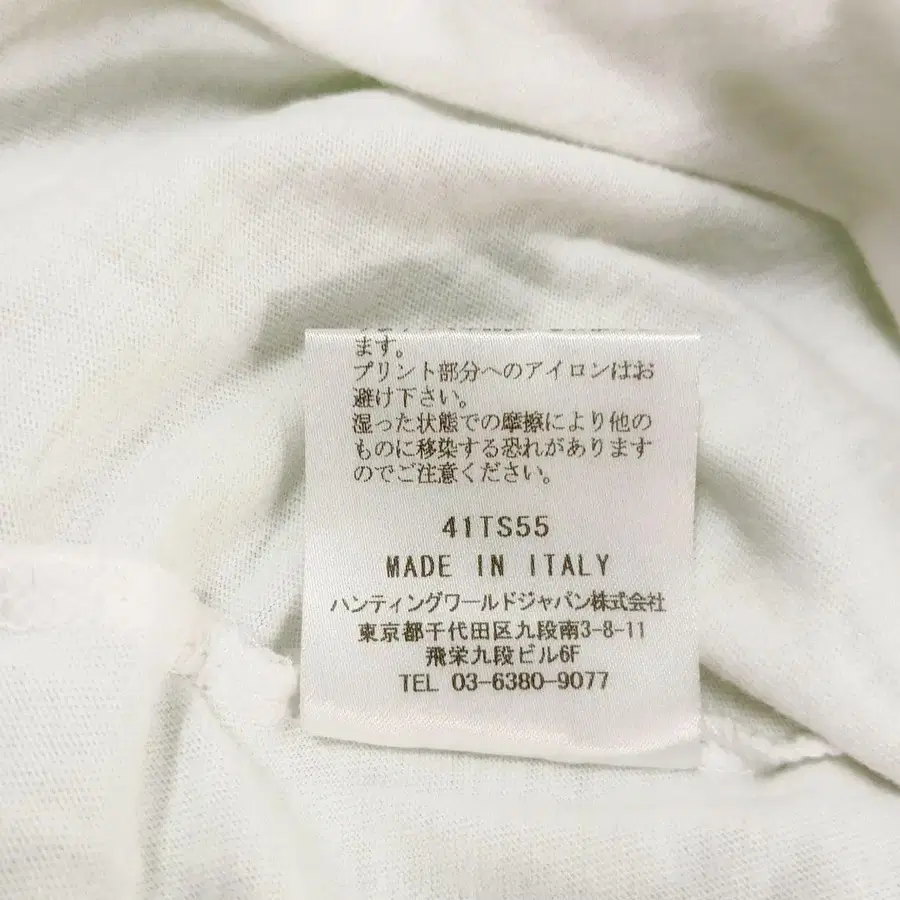 ます。
プリント部分へのアイロンはお
避け下さい。
湿った状態での摩擦により他の
ものに移染する恐れがあります
のでご注意ください。
41TS55
MADE IN ITALY
ハンティングワールドジャパン株式会社
東京都千代田区九段南3-8-11
飛栄九段ビル6F
TEL 03-6380-9077